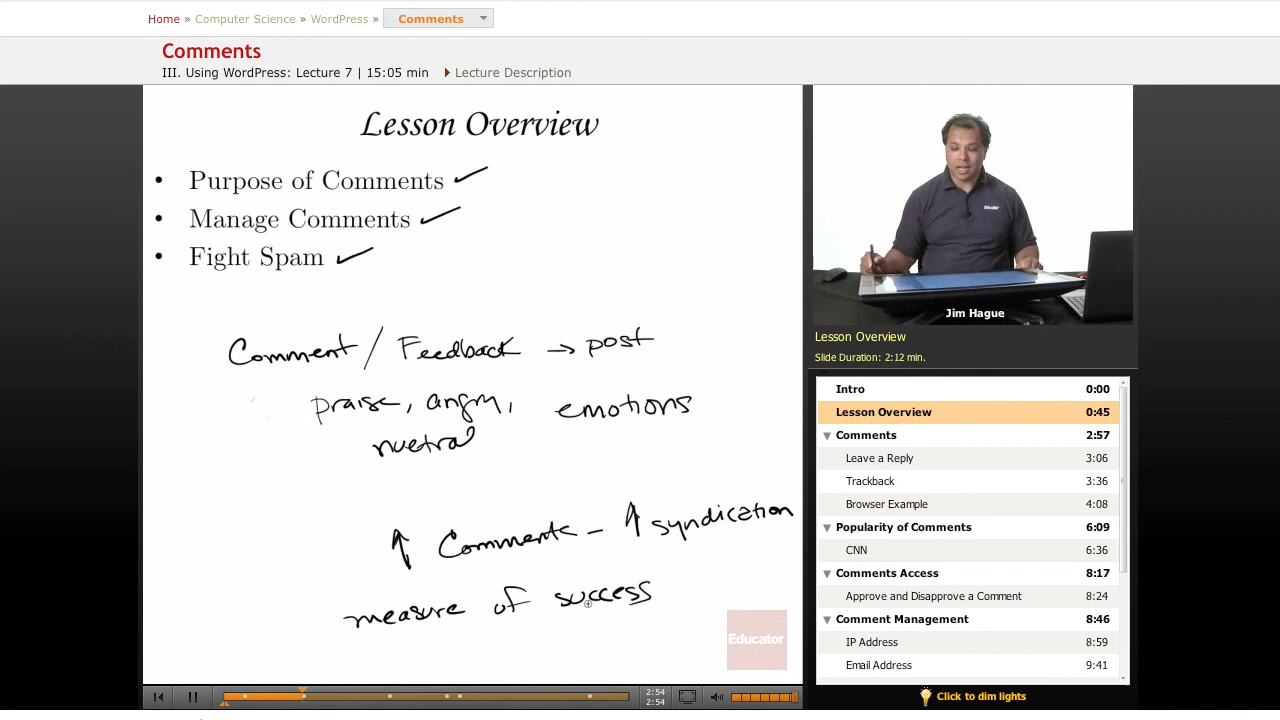 Home » Computer Science » WordPress » Comments
Comments
III. Using WordPress: Lecture 7 | 15:05 min Lecture Description
Lesson Overview
• Purpose of Comments
• Manage Comments
• Fight Spam
Comment / Feedback → post
praise, angry, emotions
nuetral
↑ Comments – ↑ syndication
measure of success
Educator
Jim Hague
Lesson Overview
Slide Duration: 2:12 min.
Intro 0:00
Lesson Overview 0:45
Comments 2:57
Leave a Reply 3:06
Trackback 3:36
Browser Example 4:08
Popularity of Comments 6:09
CNN 6:36
Comments Access 8:17
Approve and Disapprove a Comment 8:24
Comment Management 8:46
IP Address 8:59
Email Address 9:41
2:54
2:54
Click to dim lights